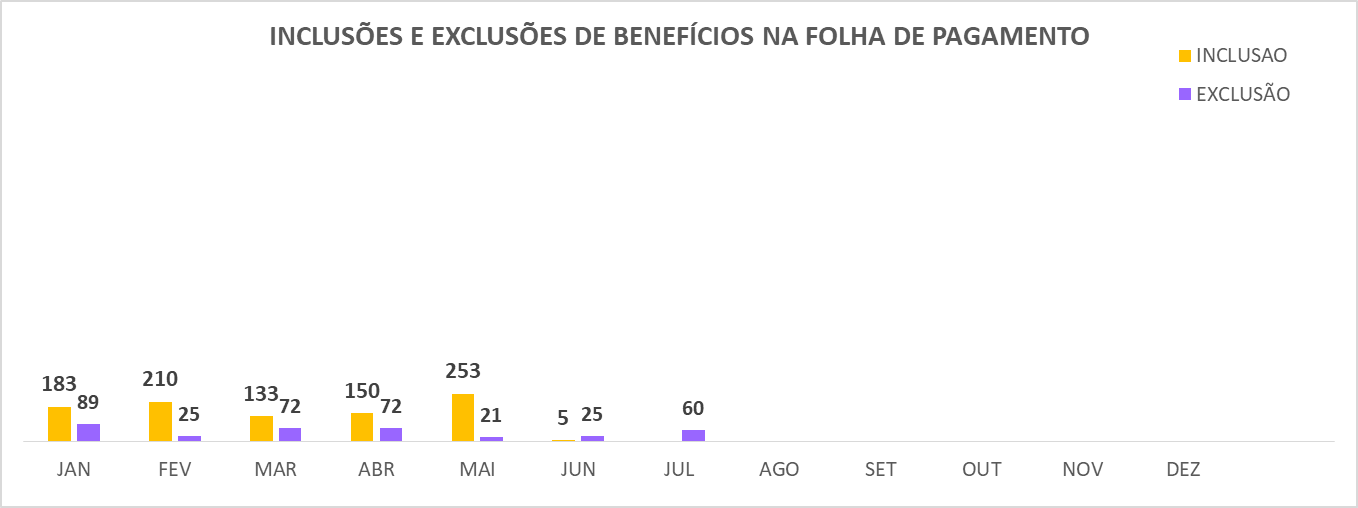 INCLUSÕES E EXCLUSÕES DE BENEFÍCIOS NA FOLHA DE PAGAMENTO
INCLUSAO
EXCLUSÃO
183 89 210 25 133 72 150 72 253 21 5 25 60
JAN FEV MAR ABR MAI JUN JUL AGO SET OUT NOV DEZ